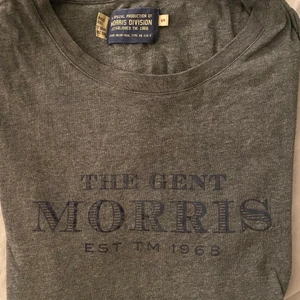 SPECIAL PRODUCTION OF
MORRIS DIVISION
ESTABLISHED TM 1968
THE GENT
MORRIS
EST TM 1968